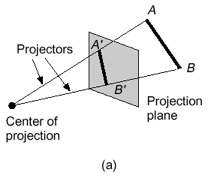 A
A'
Projectors
B
B'
Projection
plane
Center of
projection
(a)